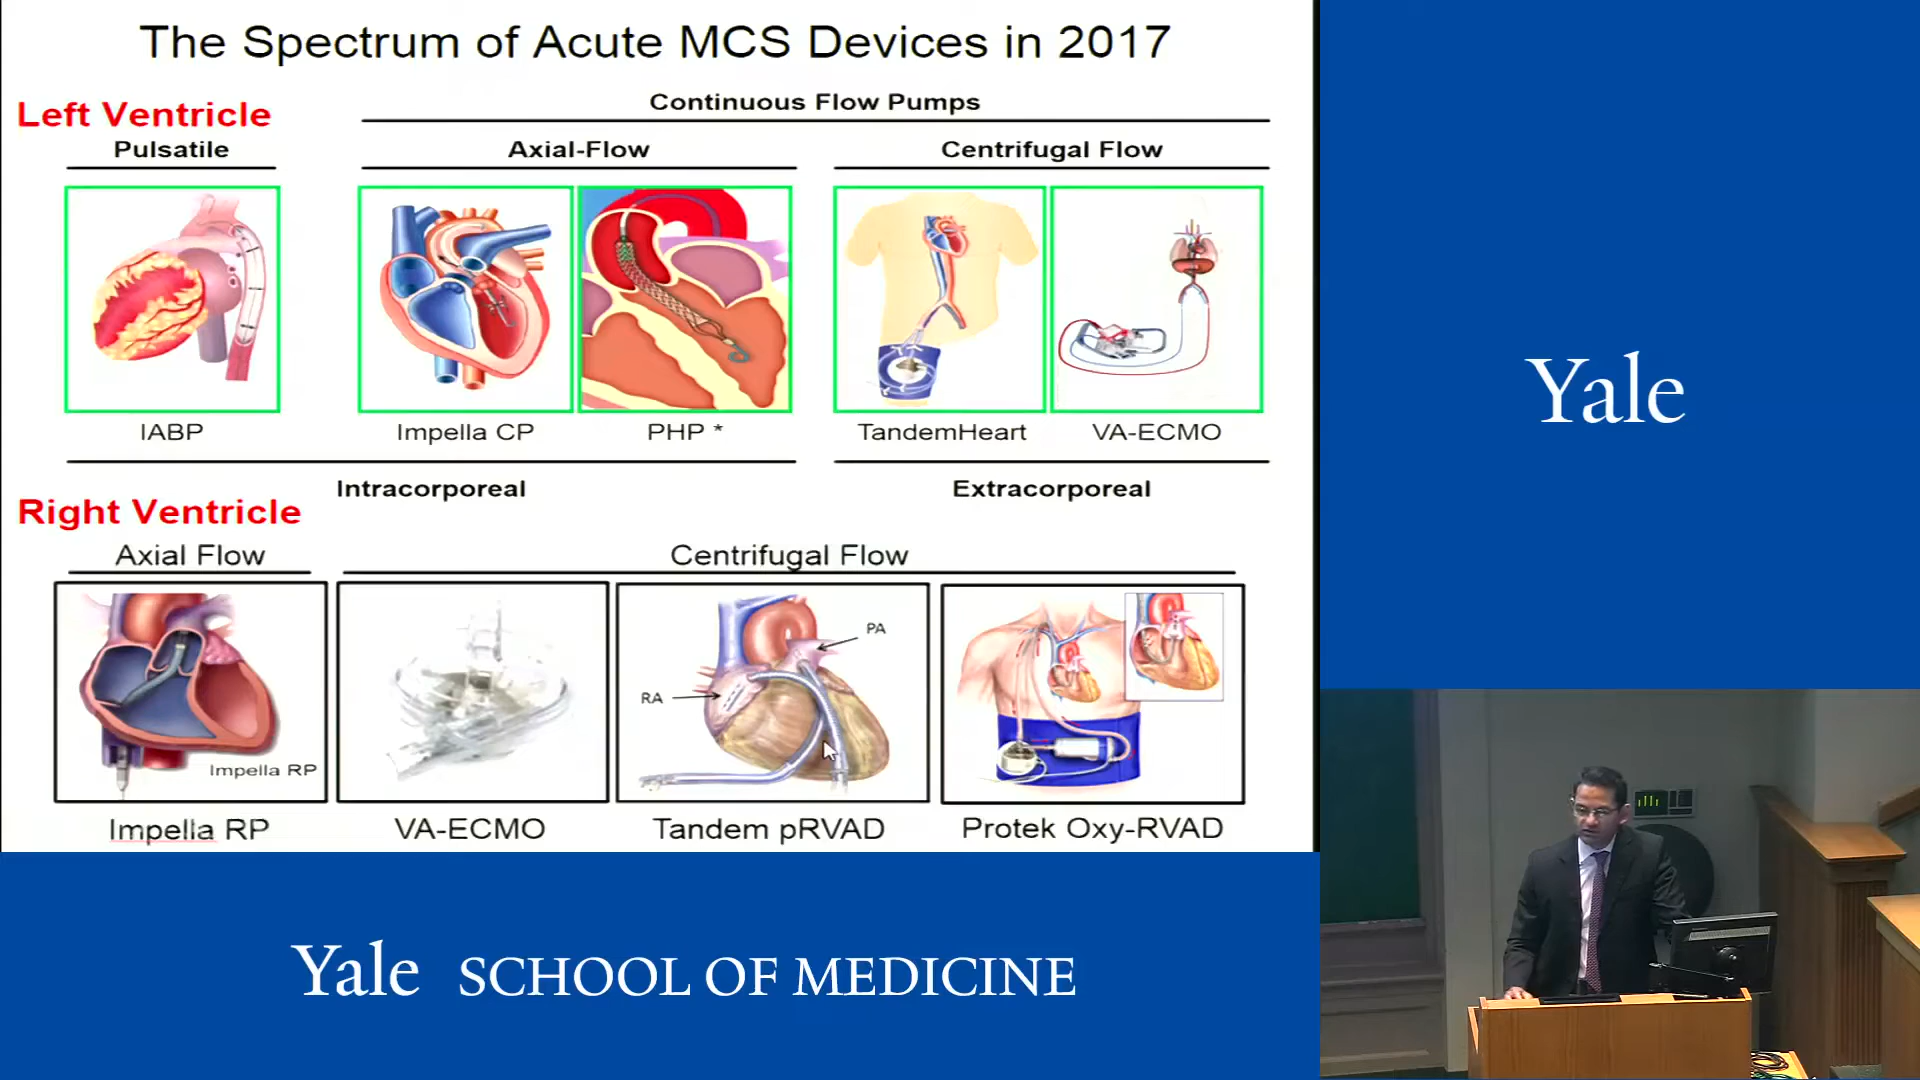 The Spectrum of Acute MCS Devices in 2017
Left Ventricle
Continuous Flow Pumps
Pulsatile
Axial-Flow
Centrifugal Flow
IABP
Impella CP
PHP *
TandemHeart
VA-ECMO
Intracorporeal
Extracorporeal
Right Ventricle
Axial Flow
Centrifugal Flow
Impella RP
PA
RA
Impella RP
VA-ECMO
Tandem pRVAD
Protek Oxy-RVAD
Yale
Yale SCHOOL OF MEDICINE